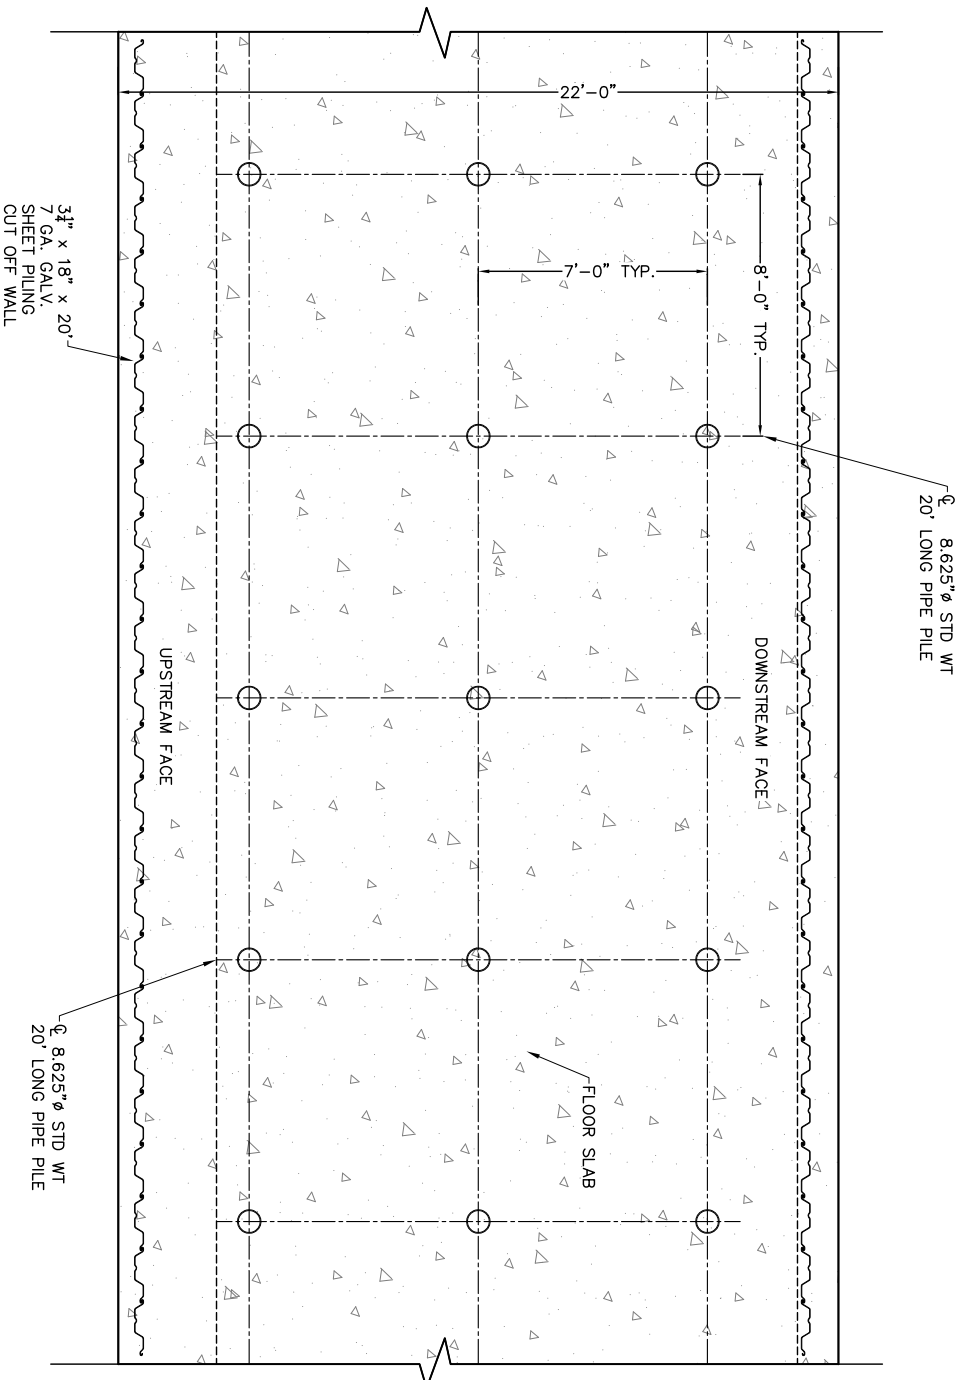 ℄ 8.625"ø STD WT
20' LONG PIPE PILE
22'-0"
8'-0" TYP.
7'-0" TYP.
DOWNSTREAM FACE
FLOOR SLAB
UPSTREAM FACE
3¼" x 18" x 20'
7 GA. GALV.
SHEET PILING
CUT OFF WALL
℄ 8.625"ø STD WT
20' LONG PIPE PILE